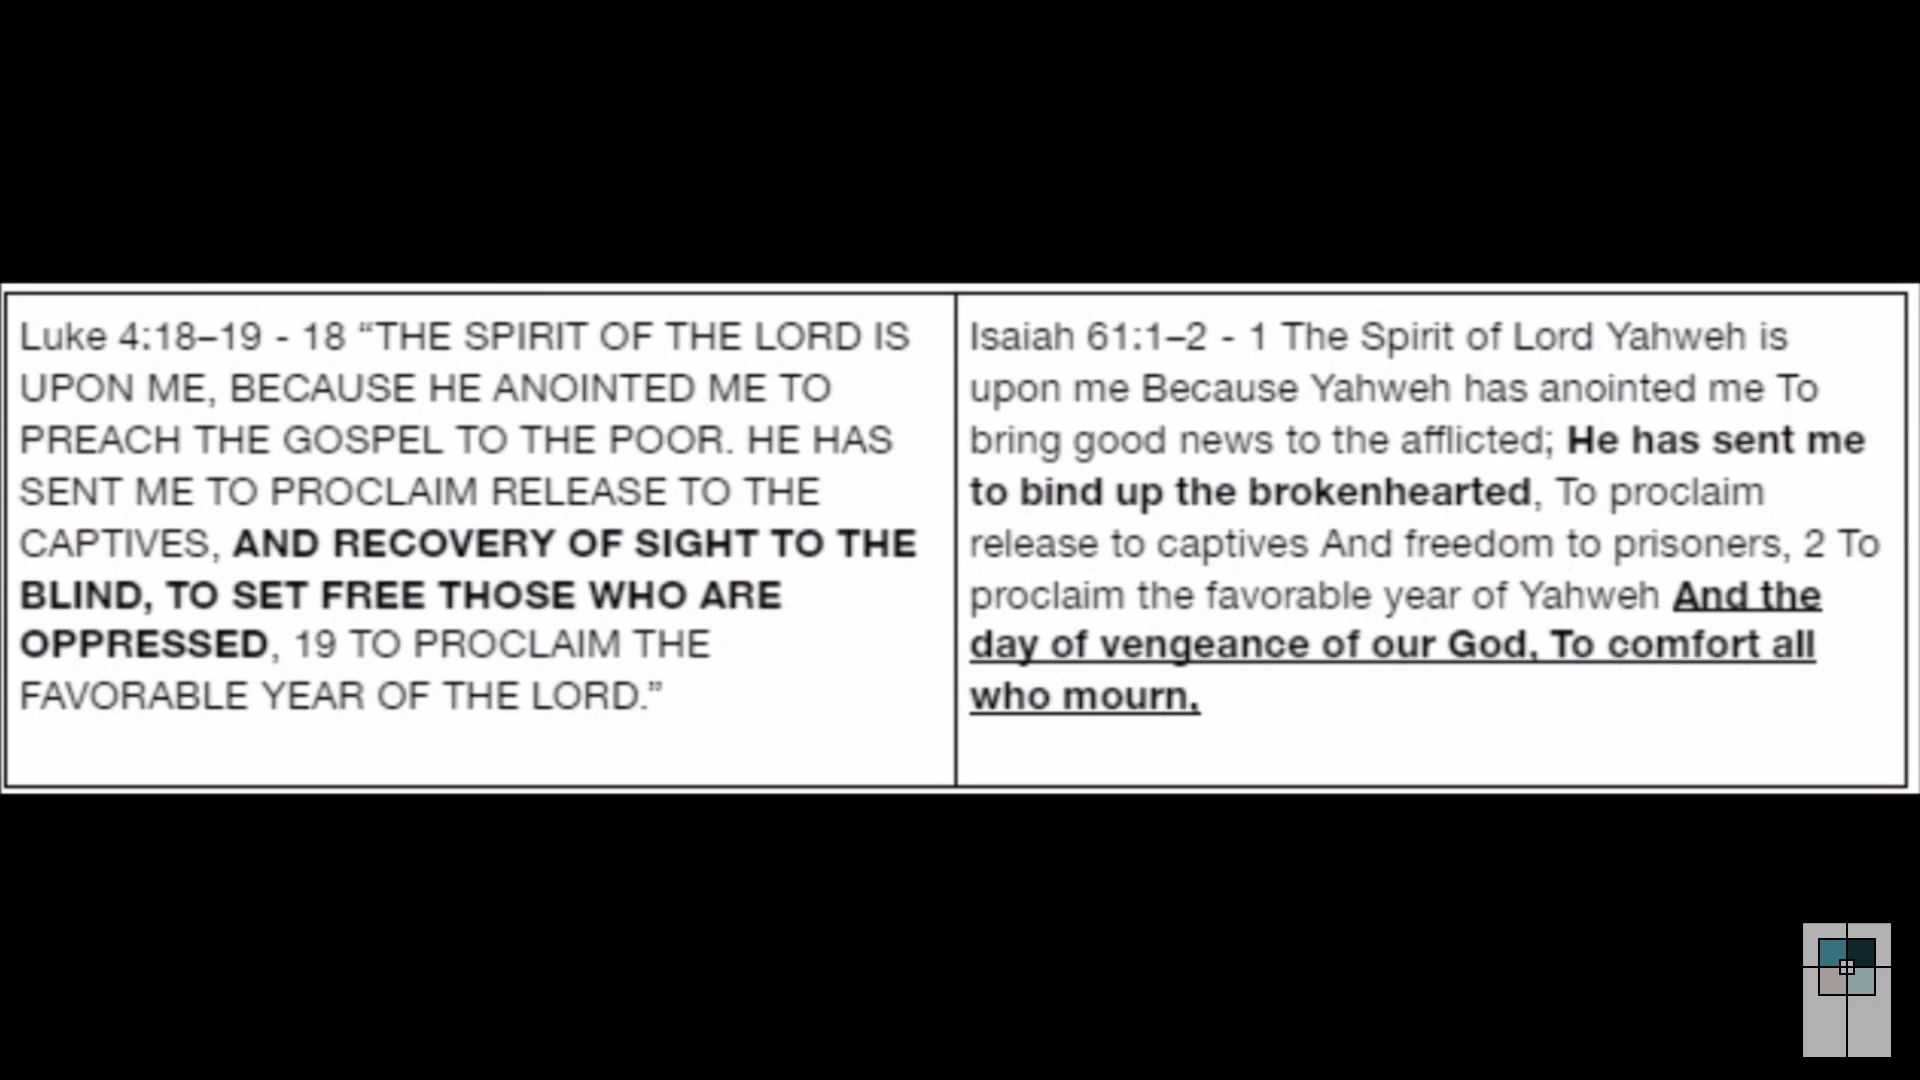 Luke 4:18–19 - 18 “THE SPIRIT OF THE LORD IS
UPON ME, BECAUSE HE ANOINTED ME TO
PREACH THE GOSPEL TO THE POOR. HE HAS
SENT ME TO PROCLAIM RELEASE TO THE
CAPTIVES, AND RECOVERY OF SIGHT TO THE
BLIND, TO SET FREE THOSE WHO ARE
OPPRESSED, 19 TO PROCLAIM THE
FAVORABLE YEAR OF THE LORD.”
Isaiah 61:1–2 - 1 The Spirit of Lord Yahweh is
upon me Because Yahweh has anointed me To
bring good news to the afflicted; He has sent me
to bind up the brokenhearted, To proclaim
release to captives And freedom to prisoners, 2 To
proclaim the favorable year of Yahweh And the
day of vengeance of our God, To comfort all
who mourn,